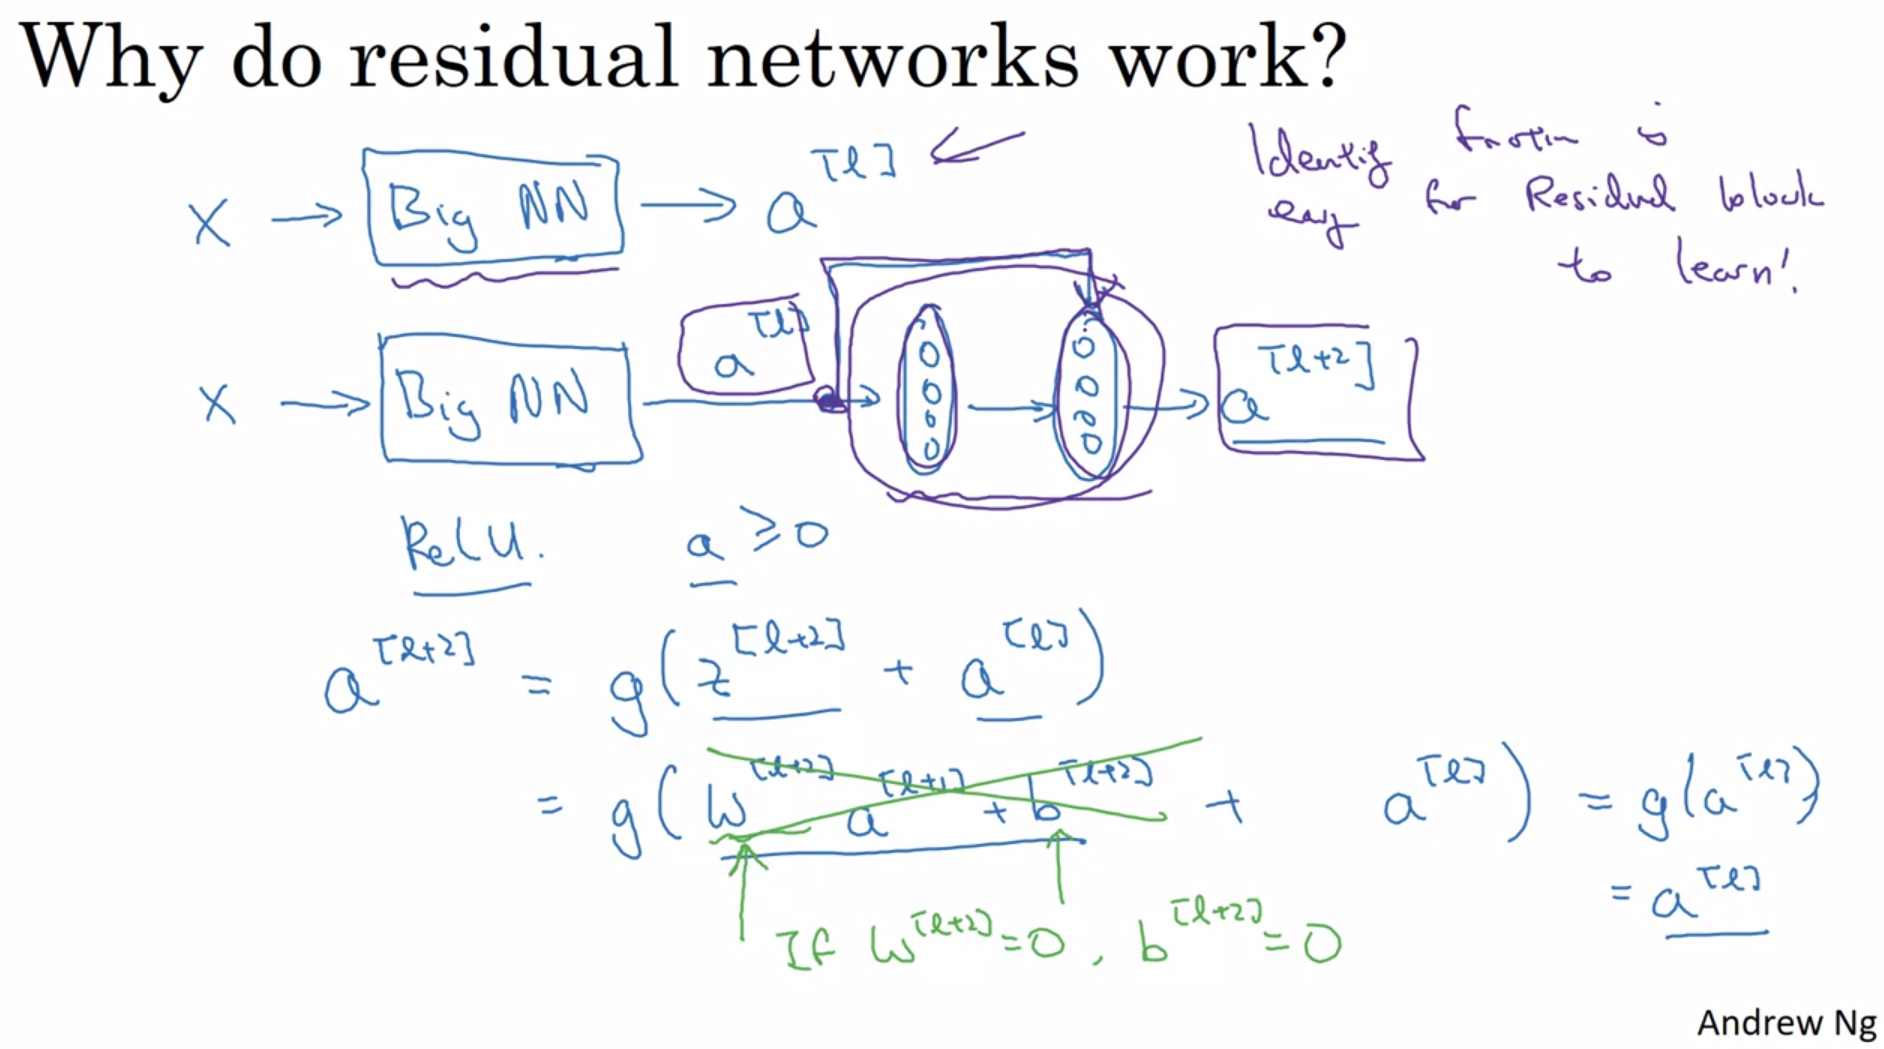 Why do residual networks work?
X → Big NN → a[l]
Identity function is
easy for Residual block
to learn!
X → Big NN a[l] → → a[l+2]
ReLU. a ≥ 0
a[l+2] = g(z[l+2] + a[l])
= g(W[l+2] a[l+1] + b[l+2] + a[l]) = g(a[l])
= a[l]
If W[l+2]=0, b[l+2]=0
Andrew Ng